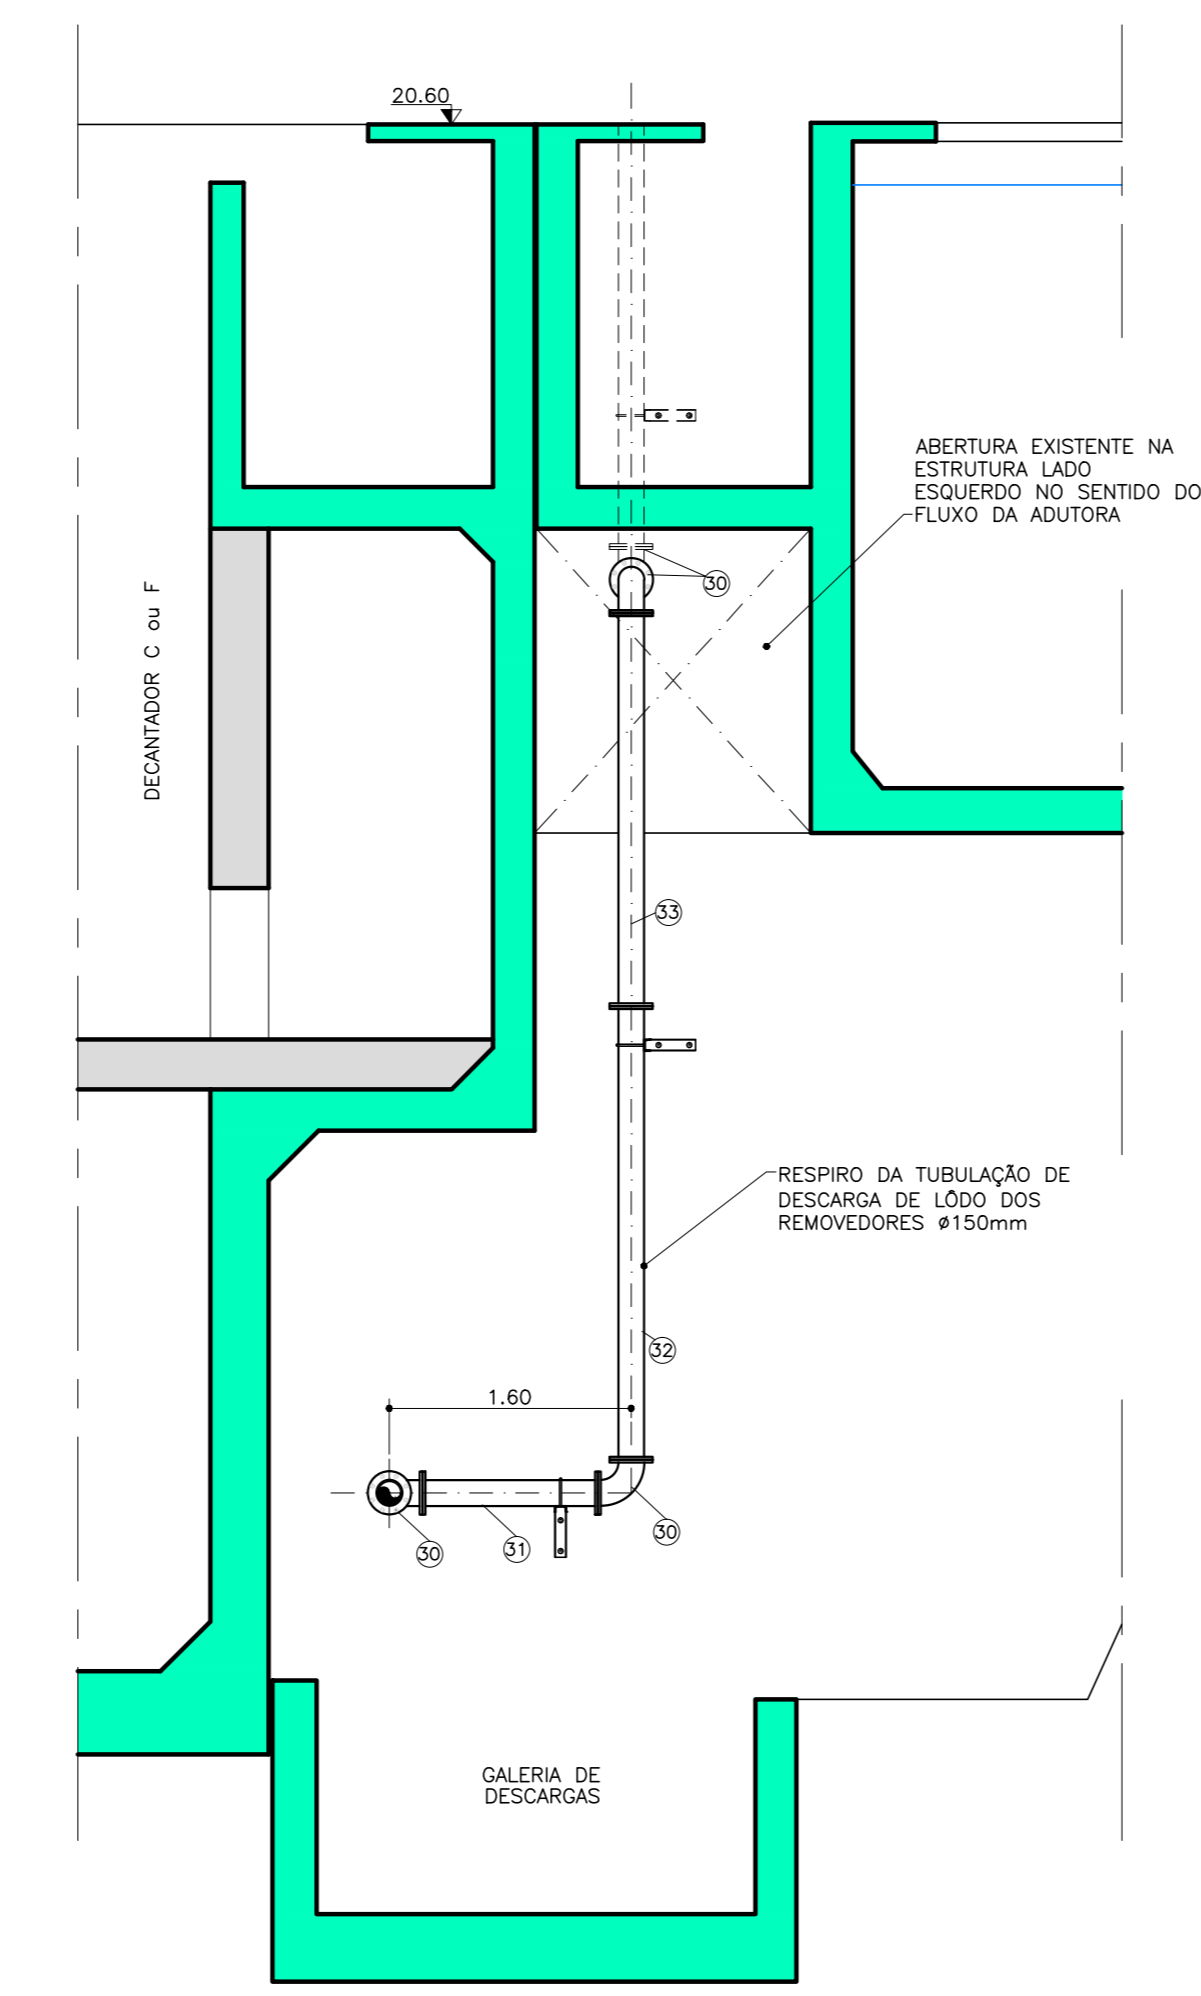 20.60
ABERTURA EXISTENTE NA
ESTRUTURA LADO
ESQUERDO NO SENTIDO DO
FLUXO DA ADUTORA
30
DECANTADOR C ou F
33
RESPIRO DA TUBULAÇÃO DE
DESCARGA DE LÔDO DOS
REMOVEDORES Ø150mm
32
1.60
30
31
30
GALERIA DE
DESCARGAS